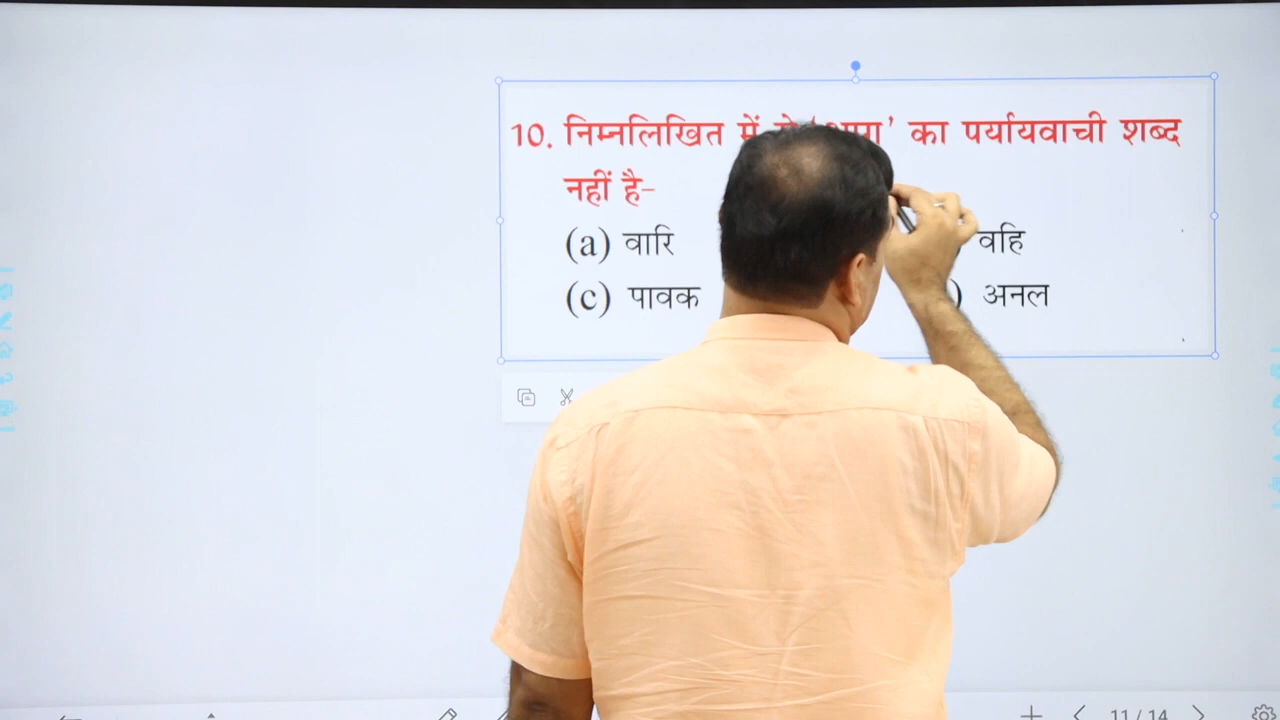 10. निम्नलिखित में का पर्यायवाची शब्द
नहीं है-
(a) वारि
वहि
(c) पावक
अनल
11 / 14